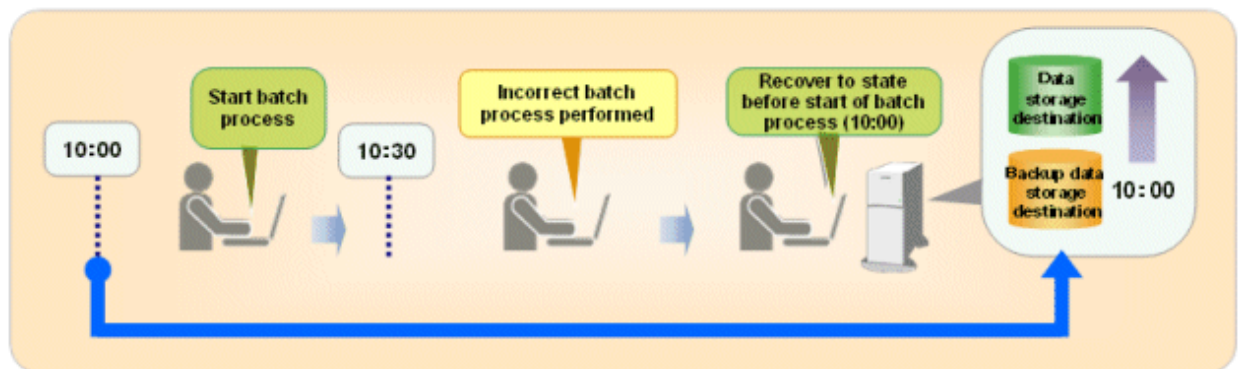 10:00
Start batch
process
10:30
Incorrect batch
process performed
Recover to state
before start of batch
process (10:00)
Data
storage
destination
Backup data
storage
destination
10:00